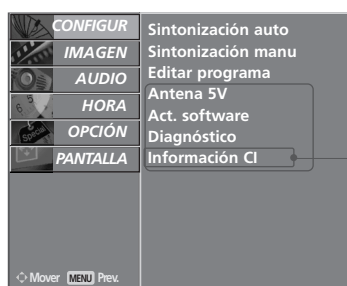 CONFIGUR
IMAGEN
AUDIO
HORA
OPCIÓN
PANTALLA
Sintonización auto
Sintonización manu
Editar programa
Antena 5V
Act. software
Diagnóstico
Información CI
Mover MENU Prev.